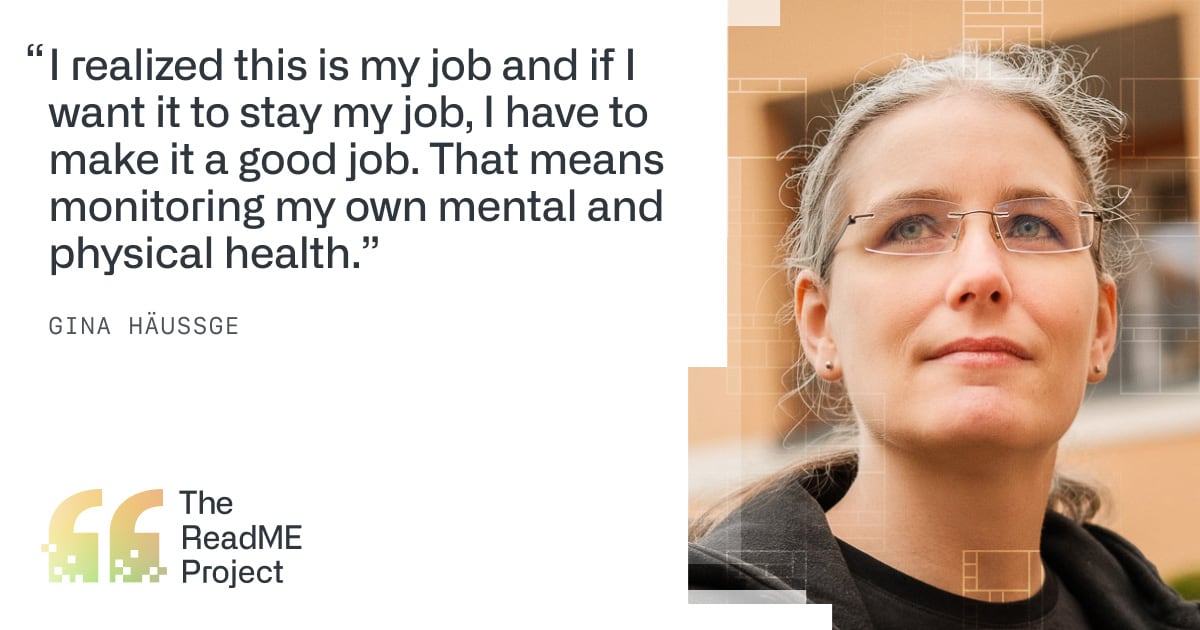 “I realized this is my job and if I
want it to stay my job, I have to
make it a good job. That means
monitoring my own mental and
physical health.”
GINA HÄUSSGE
The
ReadME
Project